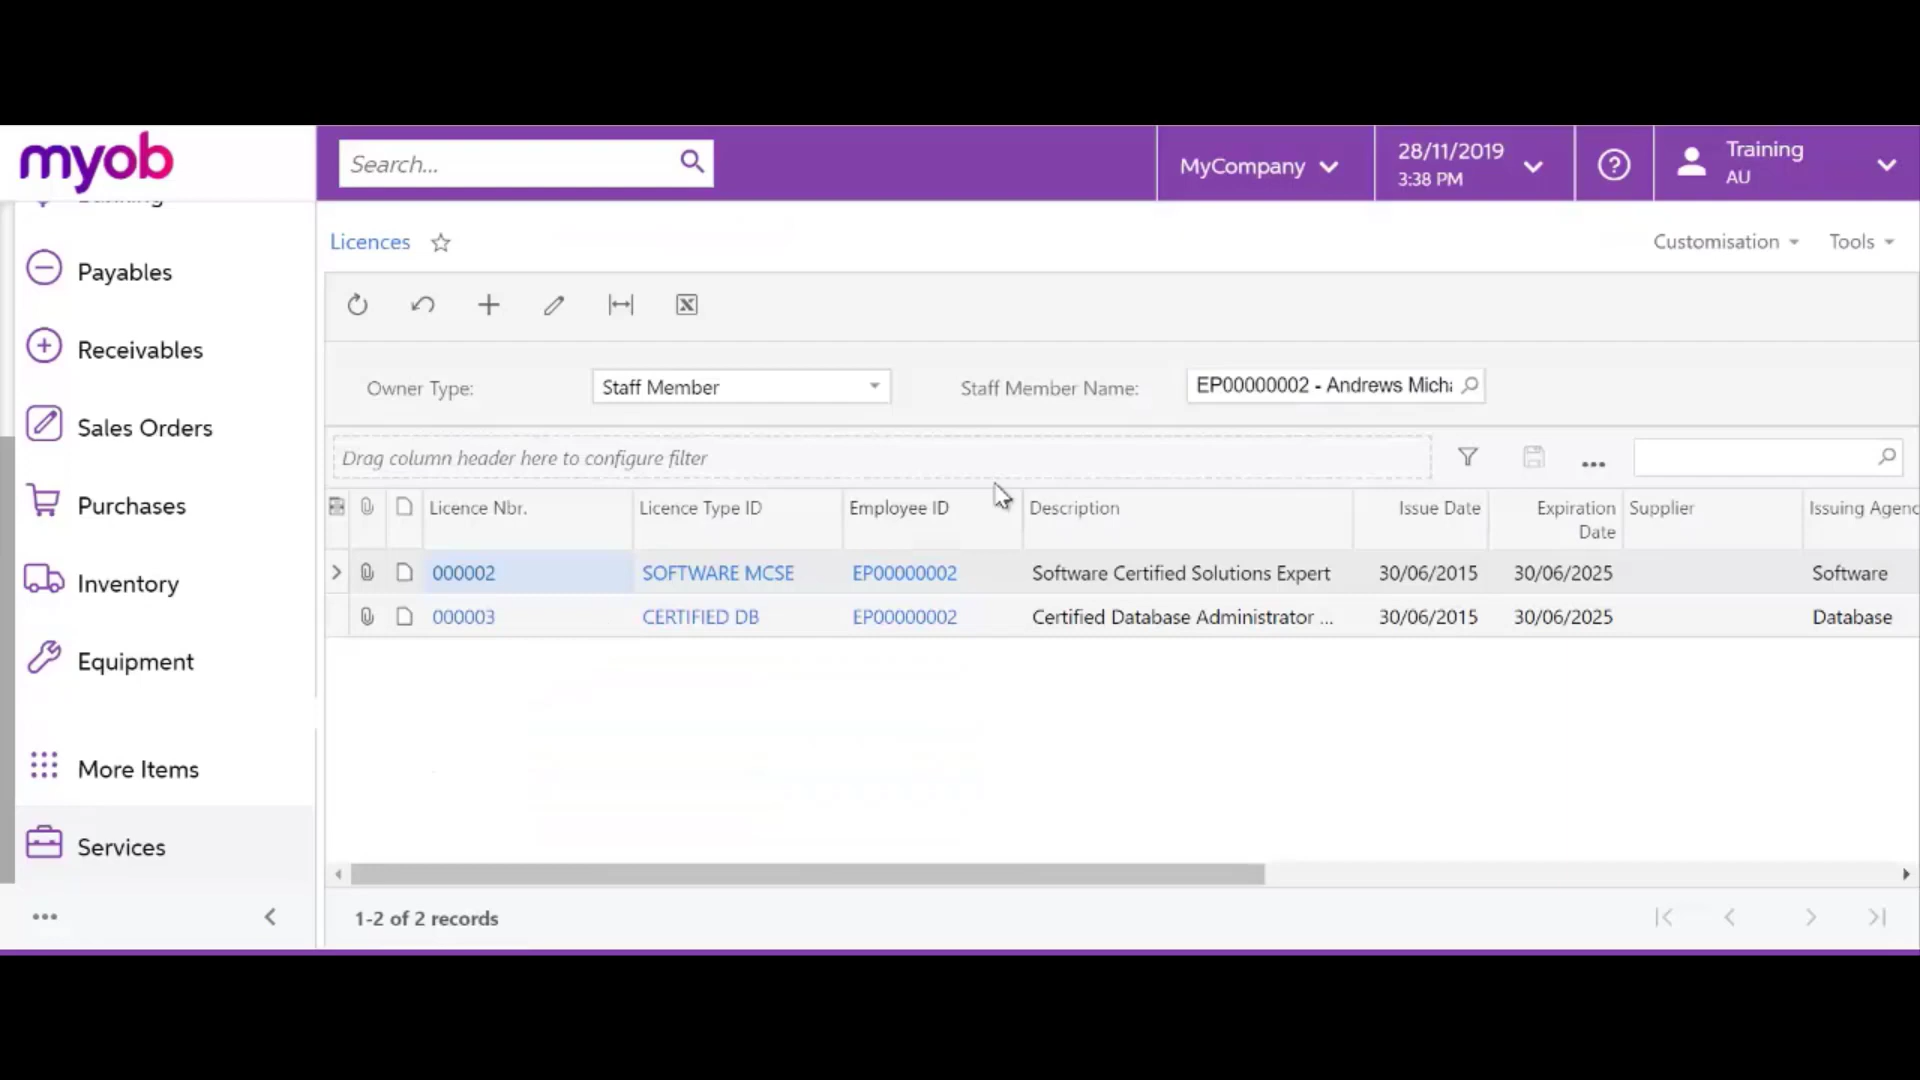 myob
Search...
MyCompany
28/11/2019
3:38 PM
Training
AU
Payables
Receivables
Sales Orders
Purchases
Inventory
Equipment
More Items
Services
Licences
Customisation
Tools
Owner Type:
Staff Member
Staff Member Name:
EP00000002 - Andrews Mich
Drag column header here to configure filter
Licence Nbr.
Licence Type ID
Employee ID
Description
Issue Date
Expiration
Date
Supplier
Issuing Agenc
000002
SOFTWARE MCSE
EP00000002
Software Certified Solutions Expert
30/06/2015
30/06/2025
Software
000003
CERTIFIED DB
EP00000002
Certified Database Administrator ...
30/06/2015
30/06/2025
Database
1-2 of 2 records